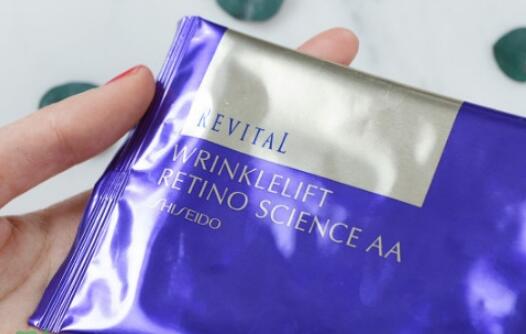 REVITAL
WRINKLELIFT
RETINO SCIENCE AA
SHISEIDO